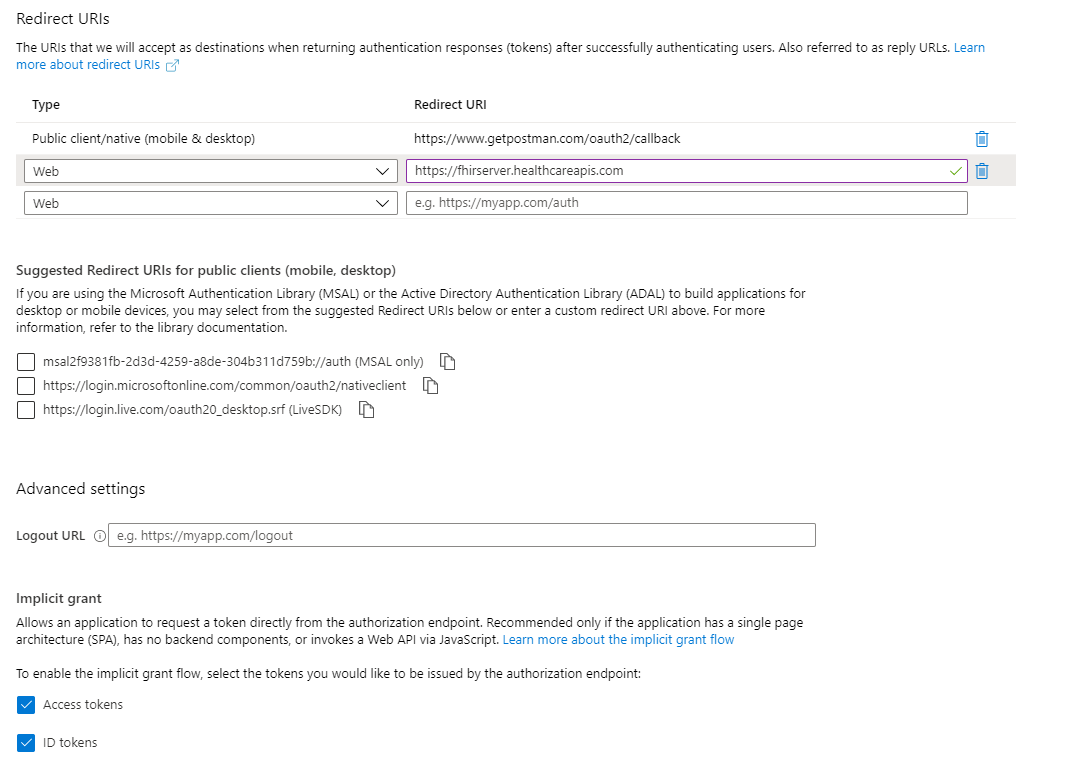 Redirect URIs
The URIs that we will accept as destinations when returning authentication responses (tokens) after successfully authenticating users. Also referred to as reply URLs. Learn
more about redirect URIs
Type Redirect URI
Public client/native (mobile & desktop) https://www.getpostman.com/oauth2/callback
Web https://fhirserver.healthcareapis.com
Web e.g. https://myapp.com/auth
Suggested Redirect URIs for public clients (mobile, desktop)
If you are using the Microsoft Authentication Library (MSAL) or the Active Directory Authentication Library (ADAL) to build applications for
desktop or mobile devices, you may select from the suggested Redirect URIs below or enter a custom redirect URI above. For more
information, refer to the library documentation.
msal2f9381fb-2d3d-4259-a8de-304b311d759b://auth (MSAL only)
https://login.microsoftonline.com/common/oauth2/nativeclient
https://login.live.com/oauth20_desktop.srf (LiveSDK)
Advanced settings
Logout URL e.g. https://myapp.com/logout
Implicit grant
Allows an application to request a token directly from the authorization endpoint. Recommended only if the application has a single page
architecture (SPA), has no backend components, or invokes a Web API via JavaScript. Learn more about the implicit grant flow
To enable the implicit grant flow, select the tokens you would like to be issued by the authorization endpoint:
Access tokens
ID tokens